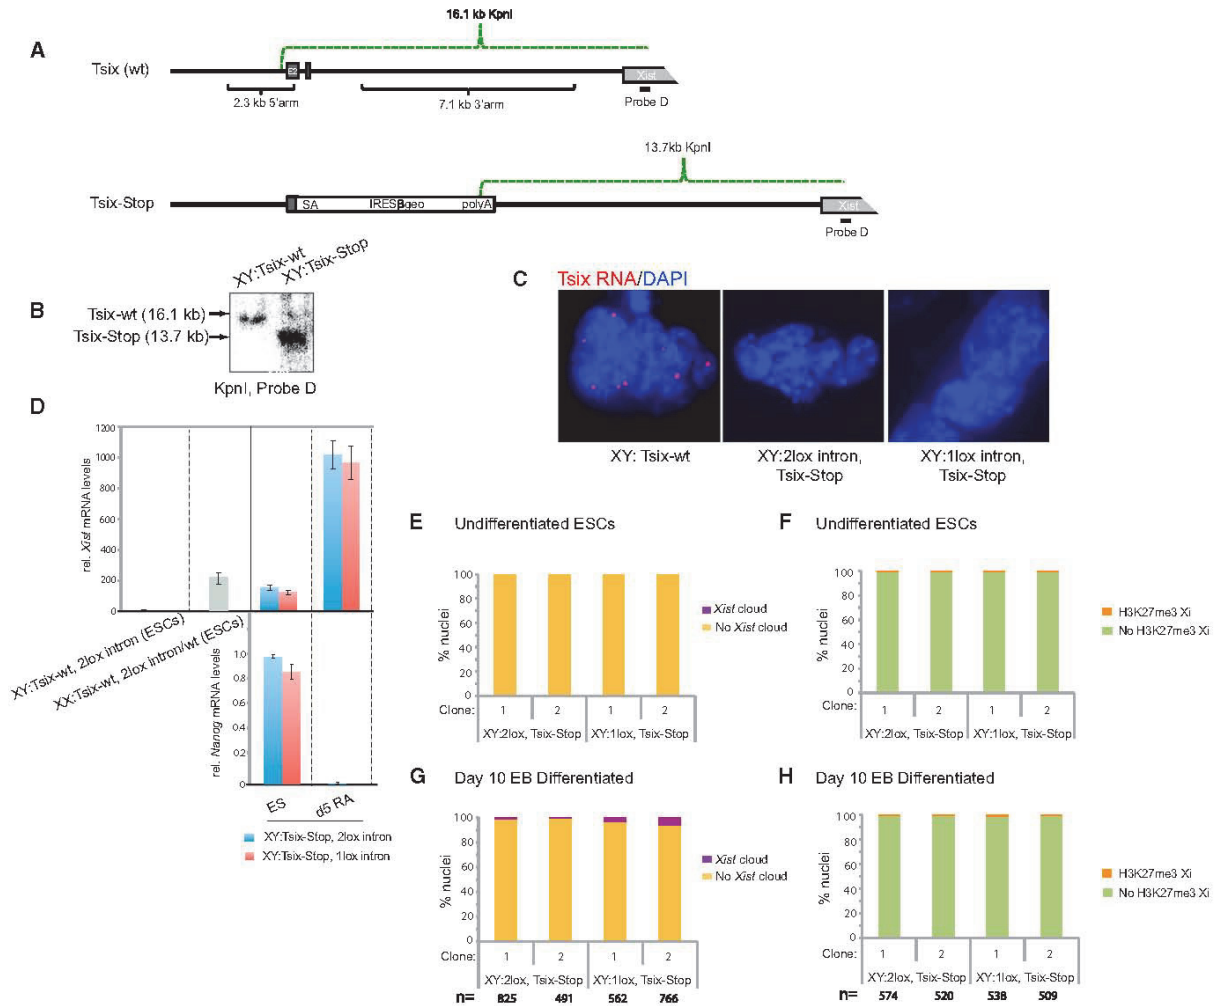 A
16.1 kb KpnI
Tsix (wt)
Xist
2.3 kb 5'arm
7.1 kb 3'arm
Probe D
13.7kb KpnI
Tsix-Stop
SA
IRESβgeo
polyA
Xist
Probe D
B
XY:Tsix-wt
XY:Tsix-Stop
Tsix-wt (16.1 kb)
Tsix-Stop (13.7 kb)
KpnI, Probe D
C
Tsix RNA/DAPI
XY: Tsix-wt
XY:2lox intron,
Tsix-Stop
XY:1lox intron,
Tsix-Stop
D
rel. Xist mRNA levels
1200
1000
800
600
400
200
0
XY:Tsix-wt, 2lox intron (ESCs)
XX:Tsix-wt, 2lox intron/wt (ESCs)
rel. Nanog mRNA levels
1.0
0.8
0.6
0.4
0.2
0
ES
d5 RA
XY:Tsix-Stop, 2lox intron
XY:Tsix-Stop, 1lox intron
E
Undifferentiated ESCs
% nuclei
100
80
60
40
20
0
Xist cloud
No Xist cloud
Clone:
1
2
1
2
XY:2lox, Tsix-Stop
XY:1lox, Tsix-Stop
F
Undifferentiated ESCs
% nuclei
100
80
60
40
20
0
H3K27me3 Xi
No H3K27me3 Xi
Clone:
1
2
1
2
XY:2lox, Tsix-Stop
XY:1lox, Tsix-Stop
G
Day 10 EB Differentiated
% nuclei
100
80
60
40
20
0
Xist cloud
No Xist cloud
Clone:
1
2
1
2
XY:2lox, Tsix-Stop
XY:1lox, Tsix-Stop
n=
825
491
562
766
H
Day 10 EB Differentiated
% nuclei
100
80
60
40
20
0
H3K27me3 Xi
No H3K27me3 Xi
Clone:
1
2
1
2
XY:2lox, Tsix-Stop
XY:1lox, Tsix-Stop
n=
574
520
538
509